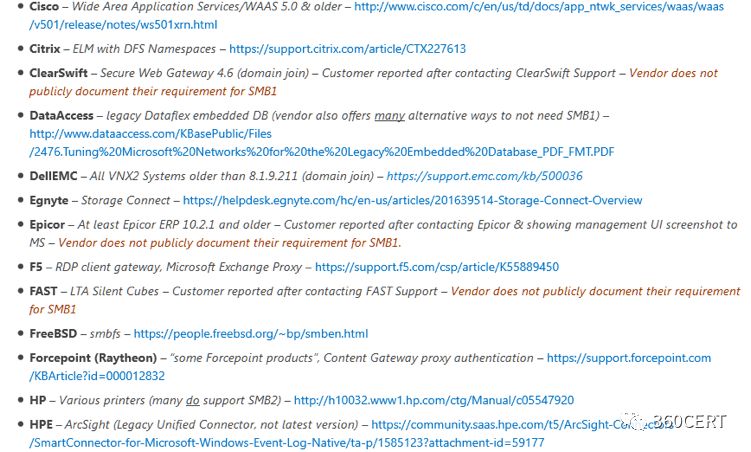 • Cisco – Wide Area Application Services/WAAS 5.0 & older – http://www.cisco.com/c/en/us/td/docs/app_ntwk_services/waas/waas
/v501/release/notes/ws501xrn.html
• Citrix – ELM with DFS Namespaces – https://support.citrix.com/article/CTX227613
• ClearSwift – Secure Web Gateway 4.6 (domain join) – Customer reported after contacting ClearSwift Support – Vendor does not
publicly document their requirement for SMB1
• DataAccess – legacy Dataflex embedded DB (vendor also offers many alternative ways to not need SMB1) –
http://www.dataaccess.com/KBasePublic/Files
/2476.Tuning%20Microsoft%20Networks%20for%20the%20Legacy%20Embedded%20Database_PDF_FMT.PDF
• DellEMC – All VNX2 Systems older than 8.1.9.211 (domain join) – https://support.emc.com/kb/500036
• Egnyte – Storage Connect – https://helpdesk.egnyte.com/hc/en-us/articles/201639514-Storage-Connect-Overview
• Epicor – At least Epicor ERP 10.2.1 and older – Customer reported after contacting Epicor & showing management UI screenshot to
MS – Vendor does not publicly document their requirement for SMB1.
• F5 – RDP client gateway, Microsoft Exchange Proxy – https://support.f5.com/csp/article/K55889450
• FAST – LTA Silent Cubes – Customer reported after contacting FAST Support – Vendor does not publicly document their requirement
for SMB1
• FreeBSD – smbfs – https://people.freebsd.org/~bp/smben.html
• Forcepoint (Raytheon) – “some Forcepoint products”, Content Gateway proxy authentication – https://support.forcepoint.com
/KBArticle?id=000012832
• HP – Various printers (many do support SMB2) – http://h10032.www1.hp.com/ctg/Manual/c05547920
• HPE – ArcSight (Legacy Unified Connector, not latest version) – https://community.saas.hpe.com/t5/ArcSight-Connectors
/SmartConnector-for-Microsoft-Windows-Event-Log-Native/ta-p/1585123?attachment-id=59177
360CERT